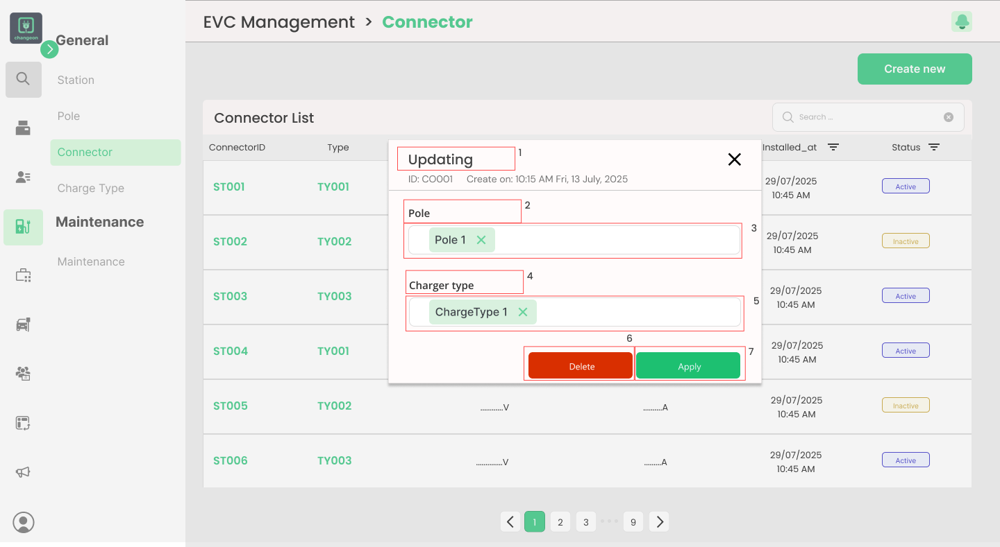 changeon
General
Station
Pole
Connector
Charge Type
Maintenance
Maintenance
EVC Management > Connector
Create new
Connector List
Search ...
ConnectorID Type Installed_at Status
ST001 TY001 29/07/2025 10:45 AM Active
ST002 TY002 29/07/2025 10:45 AM Inactive
ST003 TY003 29/07/2025 10:45 AM Active
ST004 TY001 29/07/2025 10:45 AM Active
ST005 TY002 ............V ..........A 29/07/2025 10:45 AM Inactive
ST006 TY003 ..............V .........A 29/07/2025 10:45 AM Active
Updating 1
ID: CO001 Create on: 10:15 AM Fri, 13 July, 2025
Pole 2
Pole 1 3
Charger type 4
ChargeType 1 5
6
Delete Apply 7
1 2 3 ••• 9